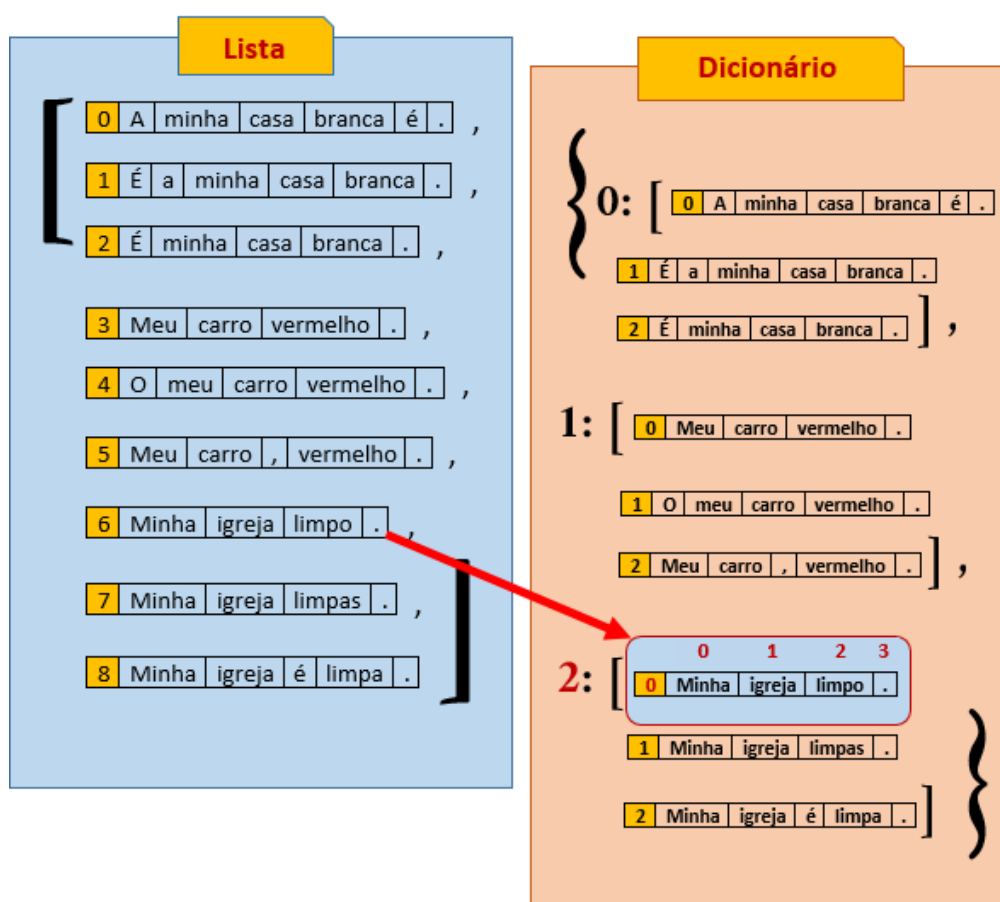 Lista
[ 0 A minha casa branca é . ,
1 É a minha casa branca . ,
2 É minha casa branca . ,
3 Meu carro vermelho . ,
4 O meu carro vermelho . ,
5 Meu carro , vermelho . ,
6 Minha igreja limpo . ,
7 Minha igreja limpas . ,
8 Minha igreja é limpa . ]
Dicionário
{ 0: [ 0 A minha casa branca é .
1 É a minha casa branca .
2 É minha casa branca . ] ,
1: [ 0 Meu carro vermelho .
1 O meu carro vermelho .
2 Meu carro , vermelho . ] ,
0 1 2 3
2: [ 0 Minha igreja limpo .
1 Minha igreja limpas .
2 Minha igreja é limpa . ] }